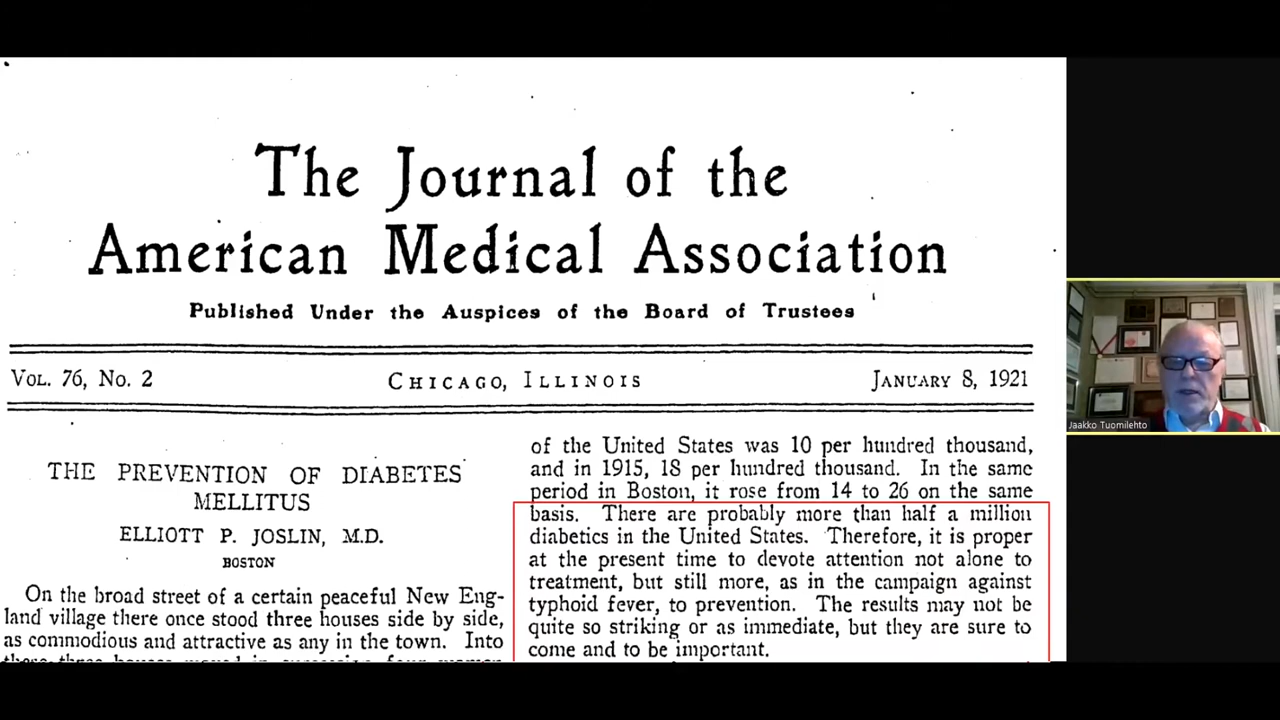 The Journal of the
American Medical Association
Published Under the Auspices of the Board of Trustees
VOL. 76, No. 2 CHICAGO, ILLINOIS JANUARY 8, 1921
THE PREVENTION OF DIABETES
MELLITUS
ELLIOTT P. JOSLIN, M.D.
BOSTON
On the broad street of a certain peaceful New Eng-
land village there once stood three houses side by side,
as commodious and attractive as any in the town. Into
of the United States was 10 per hundred thousand,
and in 1915, 18 per hundred thousand. In the same
period in Boston, it rose from 14 to 26 on the same
basis. There are probably more than half a million
diabetics in the United States. Therefore, it is proper
at the present time to devote attention not alone to
treatment, but still more, as in the campaign against
typhoid fever, to prevention. The results may not be
quite so striking or as immediate, but they are sure to
come and to be important.
Jaakko Tuomilehto